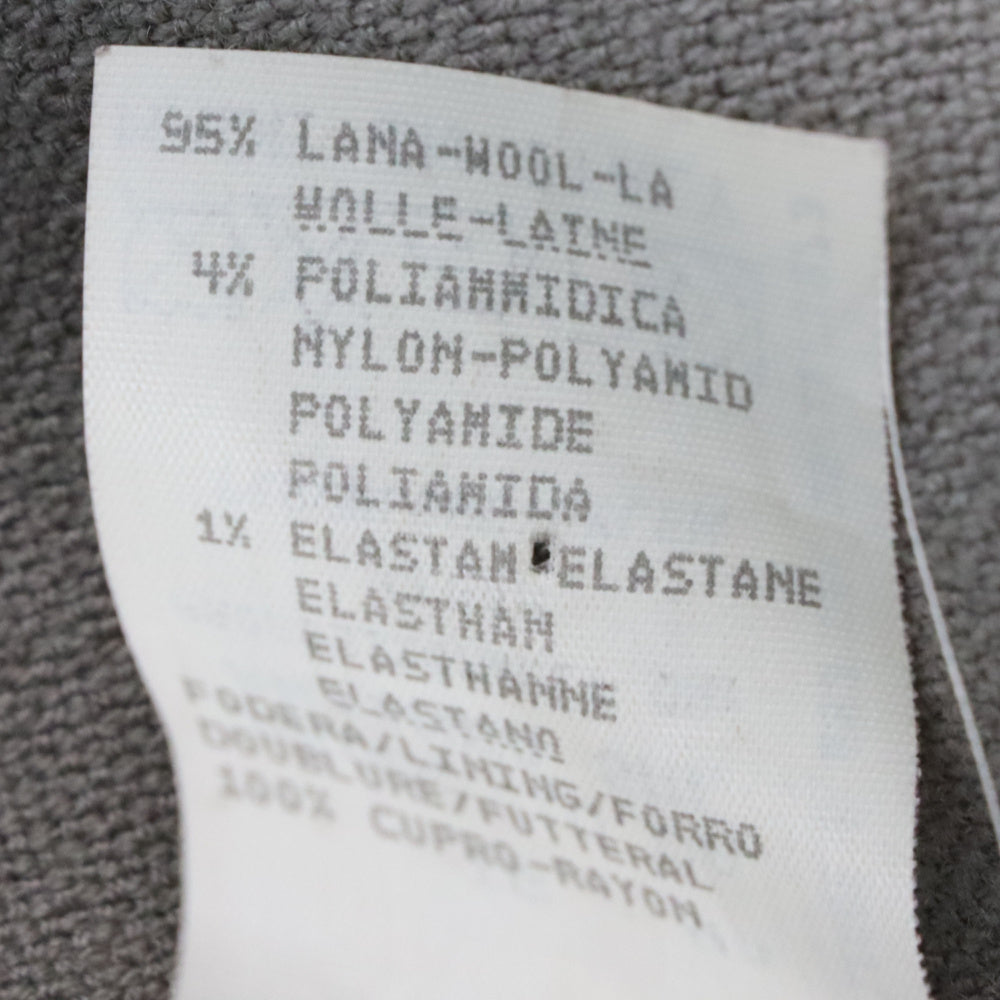 95% LANA-WOOL-LA
WOLLE-LAINE
4% POLIAMMIDICA
NYLON-POLYAMID
POLYAMIDE
POLIAMIDA
1% ELASTAM-ELASTANE
ELASTHAN
ELASTHANNE
ELASTANO
FODERA/LINING/FORRO
DOUBLURE/FUTTERAL
100% CUPRO-RAYON